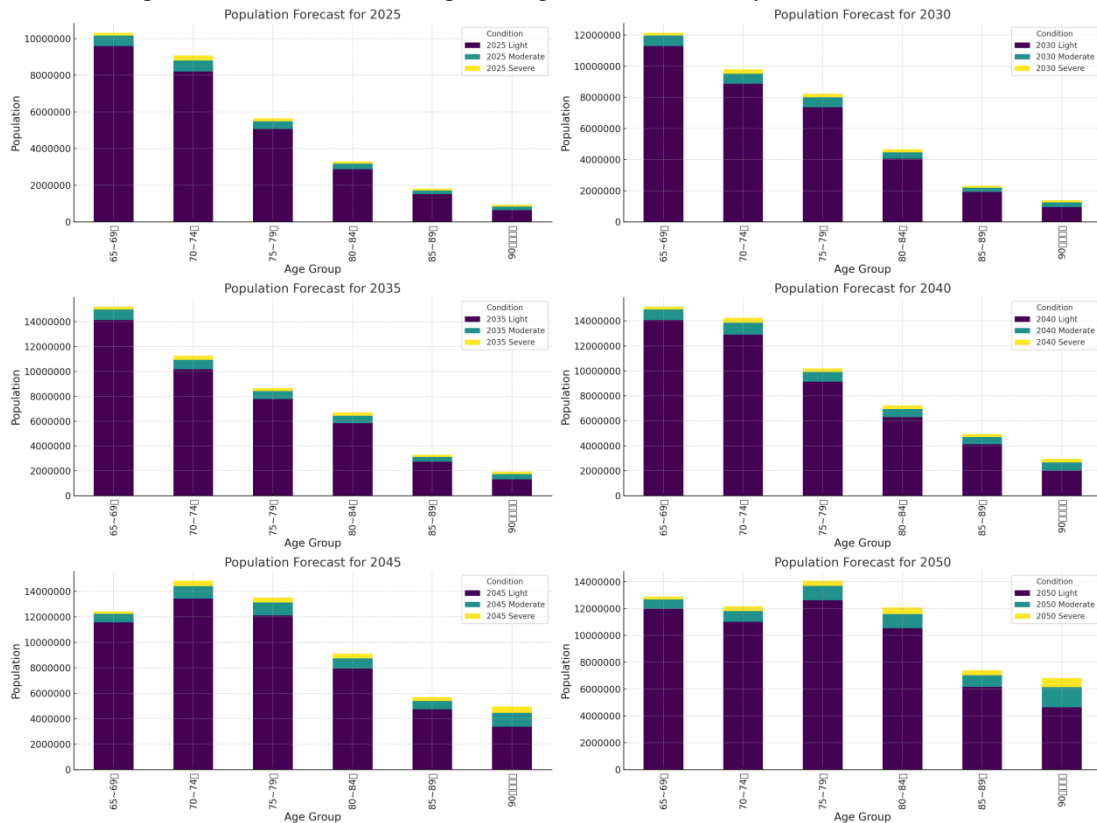 Population Forecast for 2025
Condition
2025 Light
2025 Moderate
2025 Severe
10000000
8000000
6000000
4000000
2000000
0
Population
65~69
70~74
75~79
80~84
85~89
90
Age Group
Population Forecast for 2030
Condition
2030 Light
2030 Moderate
2030 Severe
12000000
10000000
8000000
6000000
4000000
2000000
0
Population
65~69
70~74
75~79
80~84
85~89
90
Age Group
Population Forecast for 2035
Condition
2035 Light
2035 Moderate
2035 Severe
14000000
12000000
10000000
8000000
6000000
4000000
2000000
0
Population
65~69
70~74
75~79
80~84
85~89
90
Age Group
Population Forecast for 2040
Condition
2040 Light
2040 Moderate
2040 Severe
14000000
12000000
10000000
8000000
6000000
4000000
2000000
0
Population
65~69
70~74
75~79
80~84
85~89
90
Age Group
Population Forecast for 2045
Condition
2045 Light
2045 Moderate
2045 Severe
14000000
12000000
10000000
8000000
6000000
4000000
2000000
0
Population
65~69
70~74
75~79
80~84
85~89
90
Age Group
Population Forecast for 2050
Condition
2050 Light
2050 Moderate
2050 Severe
14000000
12000000
10000000
8000000
6000000
4000000
2000000
0
Population
65~69
70~74
75~79
80~84
85~89
90
Age Group